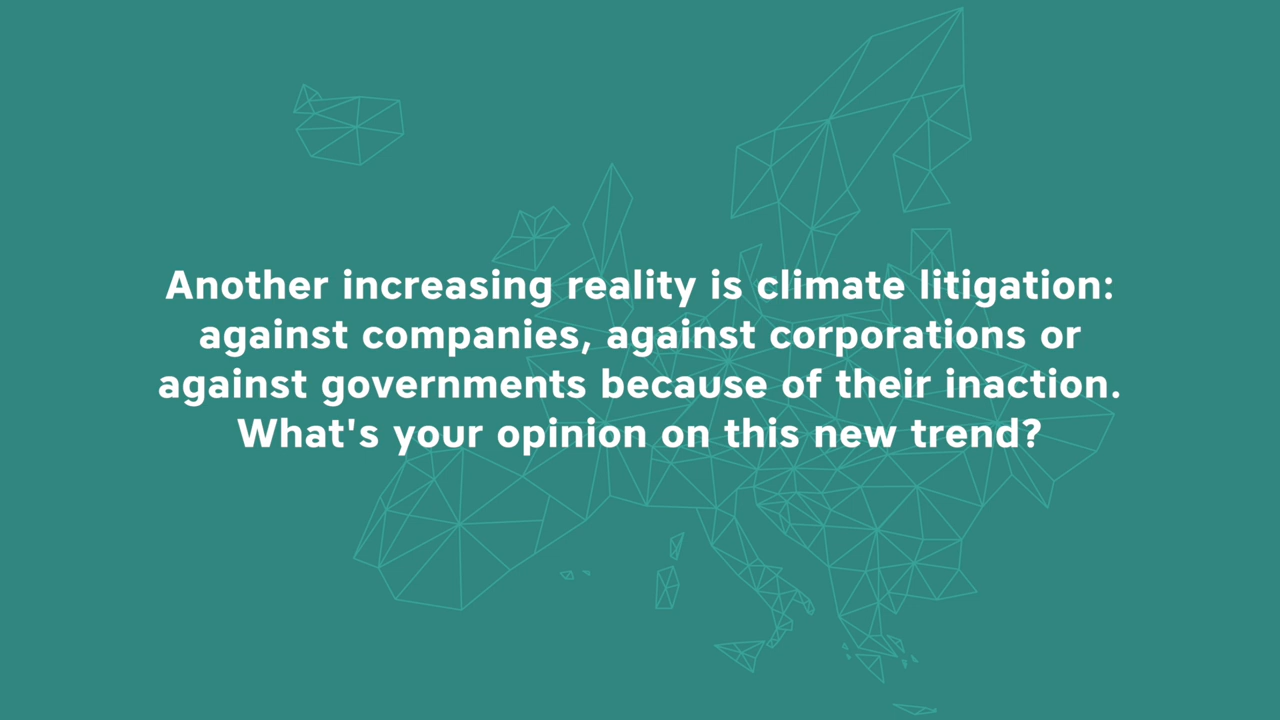 Another increasing reality is climate litigation:
against companies, against corporations or
against governments because of their inaction.
What's your opinion on this new trend?